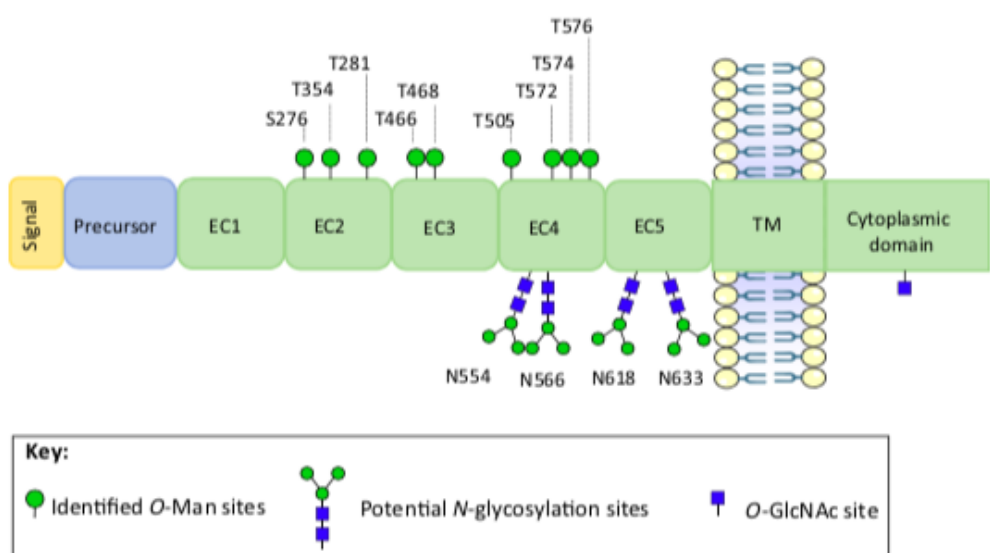 T576
T281
T574
T354
T468
T572
S276
T466
T505
Signal
Precursor
EC1
EC2
EC3
EC4
EC5
TM
Cytoplasmic
domain
N554
N566
N618
N633
Key:
Identified O-Man sites
Potential N-glycosylation sites
O-GlcNAc site